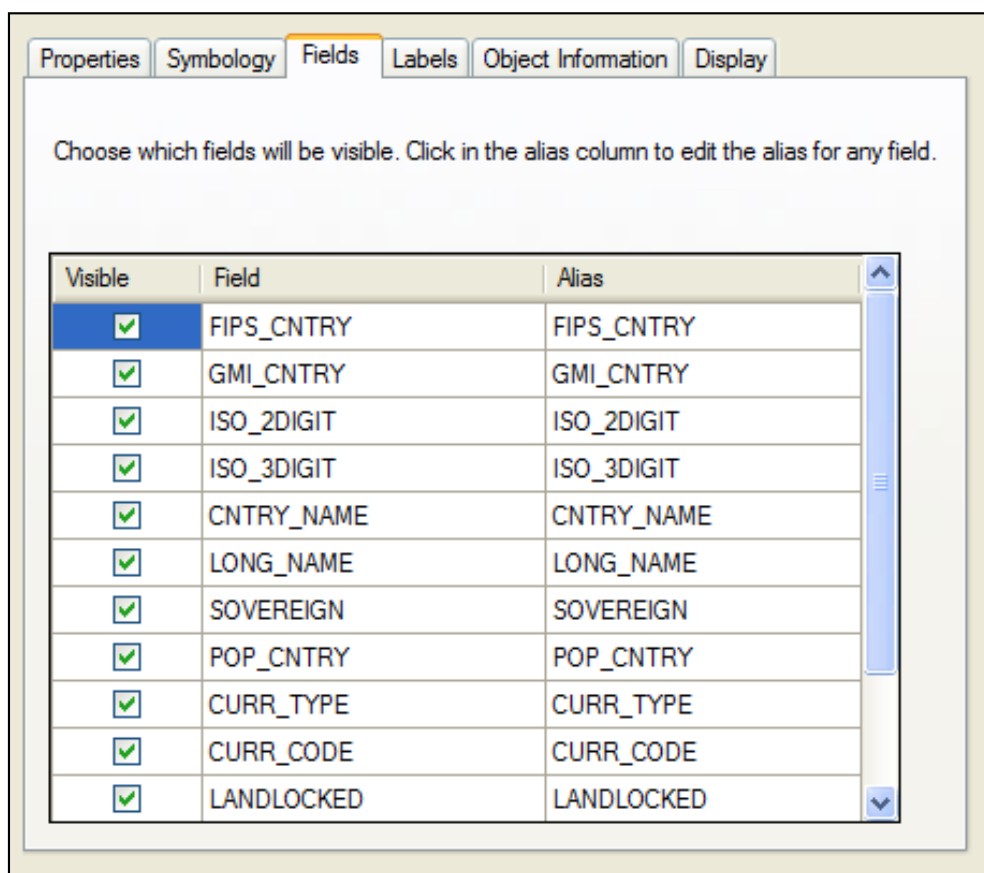 Properties Symbology Fields Labels Object Information Display
Choose which fields will be visible. Click in the alias column to edit the alias for any field.
Visible Field Alias
FIPS_CNTRY FIPS_CNTRY
GMI_CNTRY GMI_CNTRY
ISO_2DIGIT ISO_2DIGIT
ISO_3DIGIT ISO_3DIGIT
CNTRY_NAME CNTRY_NAME
LONG_NAME LONG_NAME
SOVEREIGN SOVEREIGN
POP_CNTRY POP_CNTRY
CURR_TYPE CURR_TYPE
CURR_CODE CURR_CODE
LANDLOCKED LANDLOCKED